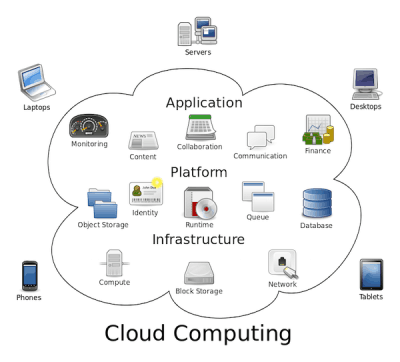 Servers
Laptops
Desktops
Application
Monitoring
NEWS
Content
Collaboration
Communication
Finance
Platform
Object Storage
Identity
Runtime
Queue
Database
Infrastructure
Compute
Block Storage
Network
Phones
Tablets
Cloud Computing